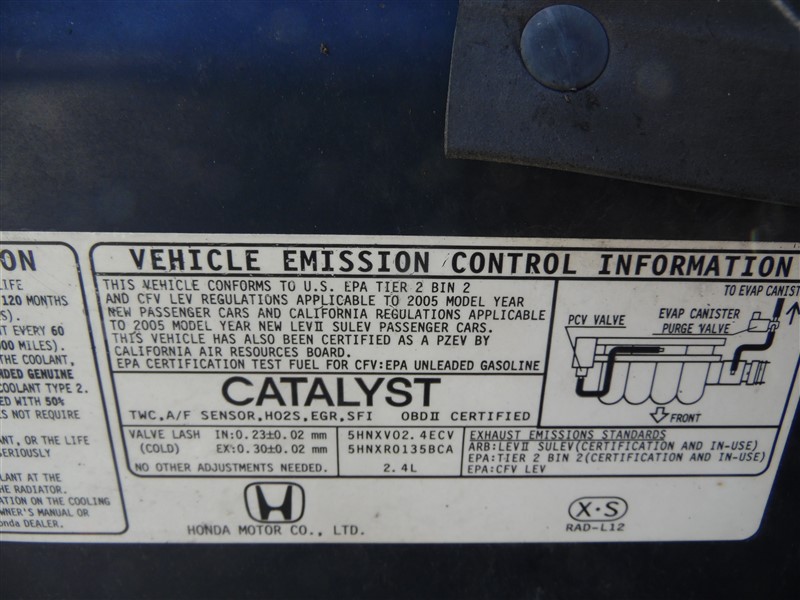 ON
LIFE
120 MONTHS
S).
NT EVERY 60
000 MILES).
THE COOLANT,
NDED GENUINE
COOLANT TYPE 2.
ED WITH 50%
ES NOT REQUIRE
ANT, OR THE LIFE
SERIOUSLY
LANT AT THE
HE RADIATOR.
ATION ON THE COOLING
WNER'S MANUAL OR
onda DEALER.
VEHICLE EMISSION CONTROL INFORMATION
THIS VEHICLE CONFORMS TO U.S. EPA TIER 2 BIN 2
AND CFV LEV REGULATIONS APPLICABLE TO 2005 MODEL YEAR
NEW PASSENGER CARS AND CALIFORNIA REGULATIONS APPLICABLE
TO 2005 MODEL YEAR NEW LEVII SULEV PASSENGER CARS.
THIS VEHICLE HAS ALSO BEEN CERTIFIED AS A PZEV BY
CALIFORNIA AIR RESOURCES BOARD.
EPA CERTIFICATION TEST FUEL FOR CFV:EPA UNLEADED GASOLINE
CATALYST
TWC,A/F SENSOR,HO2S,EGR,SFI OBDII CERTIFIED
TO EVAP CANIST
PCV VALVE
EVAP CANISTER
PURGE VALVE
FRONT
VALVE LASH IN:0.23±0.02 mm
(COLD) EX:0.30±0.02 mm
NO OTHER ADJUSTMENTS NEEDED.
5HNXV02.4ECV
5HNXR0135BCA
2.4L
EXHAUST EMISSIONS STANDARDS
ARB:LEVII SULEV(CERTIFICATION AND IN-USE)
EPA:TIER 2 BIN 2(CERTIFICATION AND IN-USE)
EPA:CFV LEV
HONDA MOTOR CO., LTD.
X·S
RAD-L12